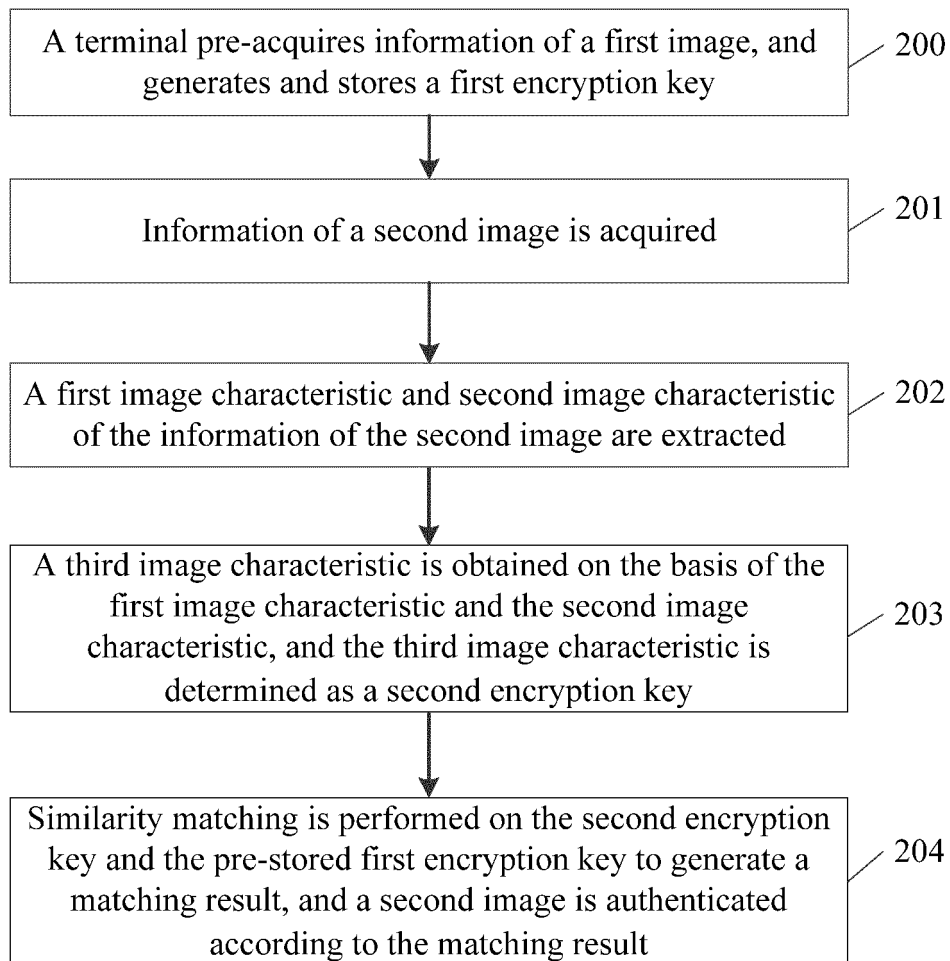 A terminal pre-acquires information of a first image, and
generates and stores a first encryption key
200
Information of a second image is acquired
201
A first image characteristic and second image characteristic
of the information of the second image are extracted
202
A third image characteristic is obtained on the basis of the
first image characteristic and the second image
characteristic, and the third image characteristic is
determined as a second encryption key
203
Similarity matching is performed on the second encryption
key and the pre-stored first encryption key to generate a
matching result, and a second image is authenticated
according to the matching result
204